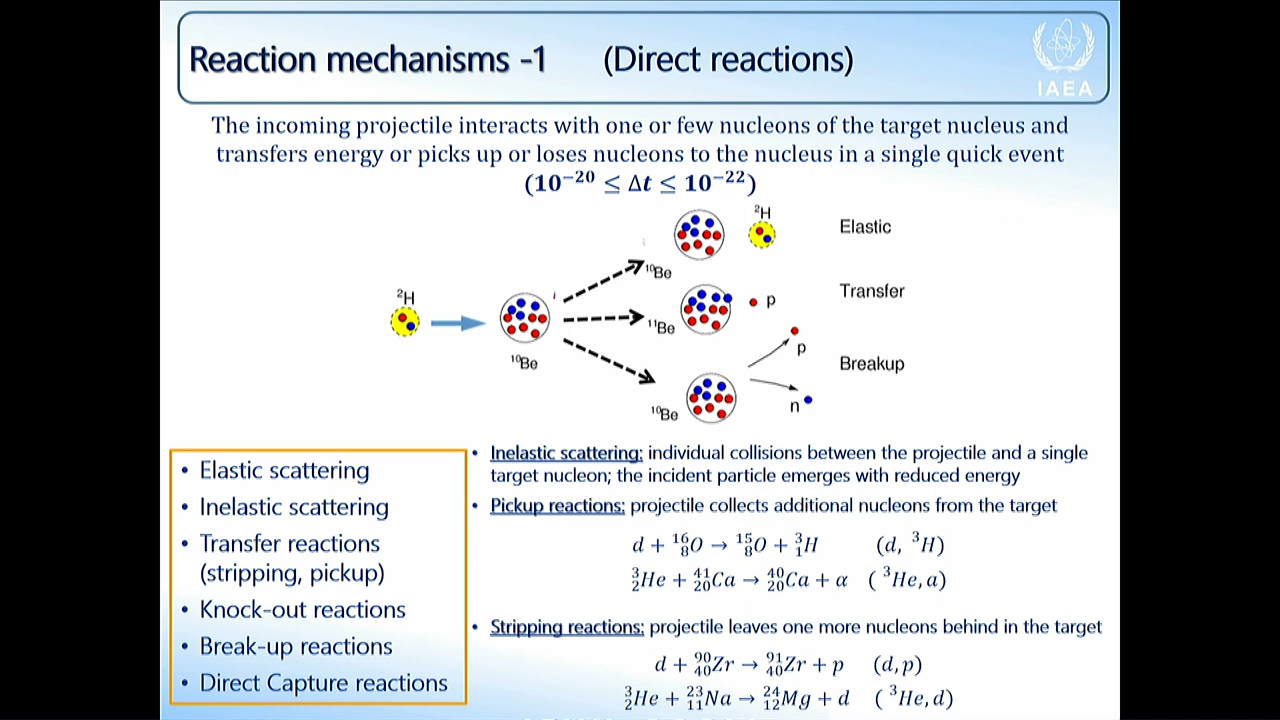 Reaction mechanisms -1 (Direct reactions)
IAEA
The incoming projectile interacts with one or few nucleons of the target nucleus and
transfers energy or picks up or loses nucleons to the nucleus in a single quick event
(10⁻²⁰ ≤ Δt ≤ 10⁻²²)
²H
Elastic
¹⁰Be
²H
Transfer
p
¹¹Be
p
¹⁰Be
Breakup
n
¹⁰Be
• Elastic scattering
• Inelastic scattering
• Transfer reactions
(stripping, pickup)
• Knock-out reactions
• Break-up reactions
• Direct Capture reactions
• Inelastic scattering: individual collisions between the projectile and a single
target nucleon; the incident particle emerges with reduced energy
• Pickup reactions: projectile collects additional nucleons from the target
d + ¹⁶₈O → ¹⁵₈O + ³₁H (d, ³H)
³₂He + ⁴¹₂₀Ca → ⁴⁰₂₀Ca + α ( ³He, a)
• Stripping reactions: projectile leaves one more nucleons behind in the target
d + ⁹⁰₄₀Zr → ⁹¹₄₀Zr + p (d, p)
³₂He + ²³₁₁Na → ²⁴₁₂Mg + d ( ³He, d)